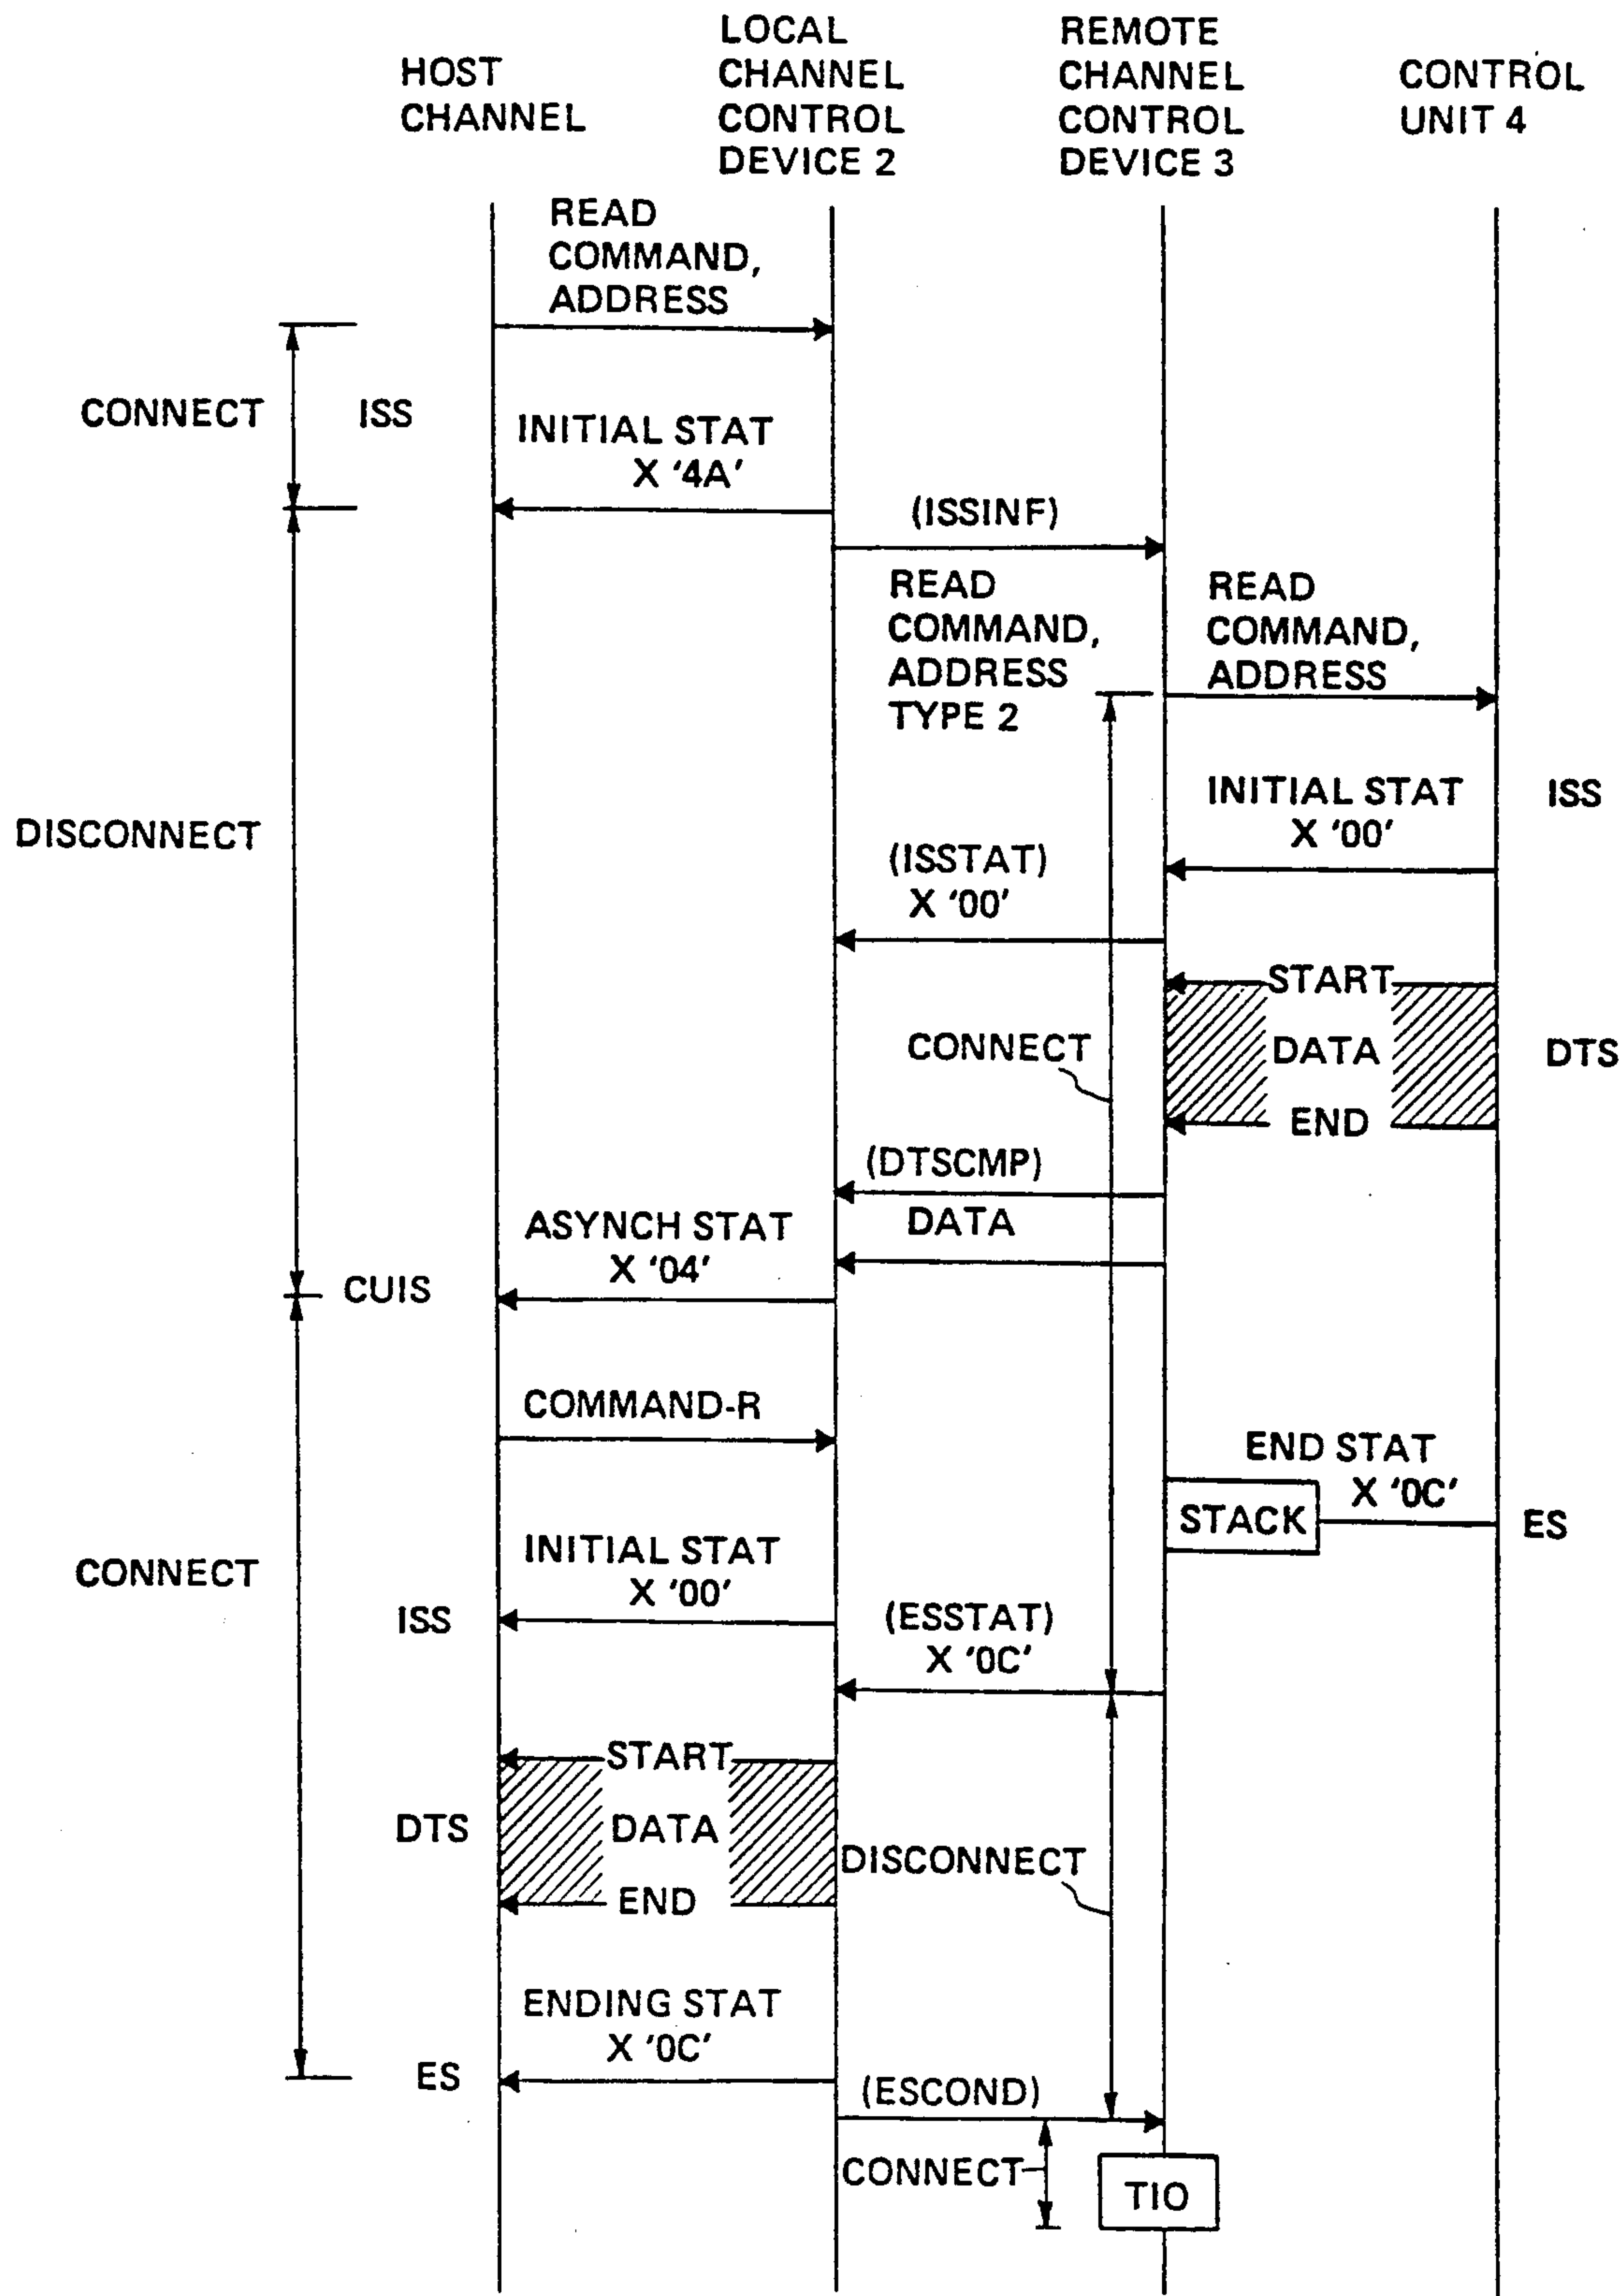 HOST
CHANNEL
LOCAL
CHANNEL
CONTROL
DEVICE 2
REMOTE
CHANNEL
CONTROL
DEVICE 3
CONTROL
UNIT 4
READ
COMMAND,
ADDRESS
CONNECT
ISS
INITIAL STAT
X '4A'
(ISSINF)
READ
COMMAND,
ADDRESS
TYPE 2
READ
COMMAND,
ADDRESS
DISCONNECT
INITIAL STAT
X '00'
ISS
(ISSTAT)
X '00'
START
DATA
END
DTS
CONNECT
(DTSCMP)
DATA
ASYNCH STAT
X '04'
CUIS
COMMAND-R
END STAT
X '0C'
STACK
ES
CONNECT
INITIAL STAT
X '00'
ISS
(ESSTAT)
X '0C'
START
DATA
END
DTS
DISCONNECT
ENDING STAT
X '0C'
ES
(ESCOND)
CONNECT
TIO